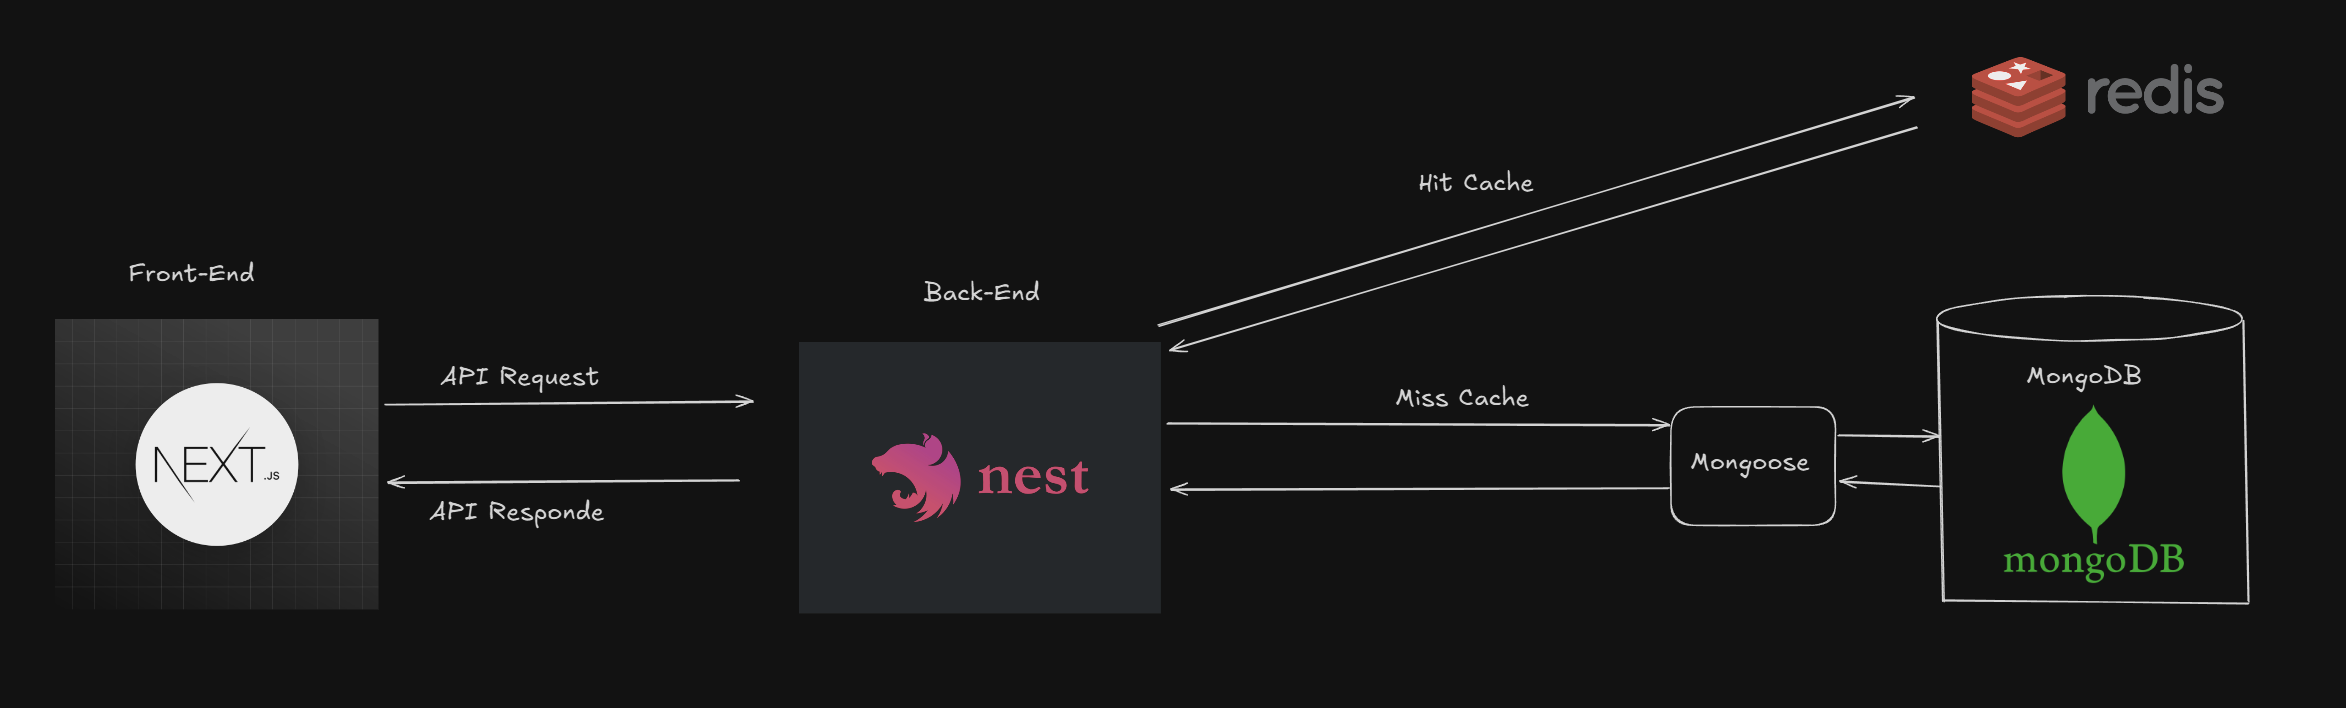 redis
Hit Cache
Front-End
Back-End
API Request
MongoDB
Miss Cache
NEXT.JS
nest
Mongoose
API Responde
mongoDB